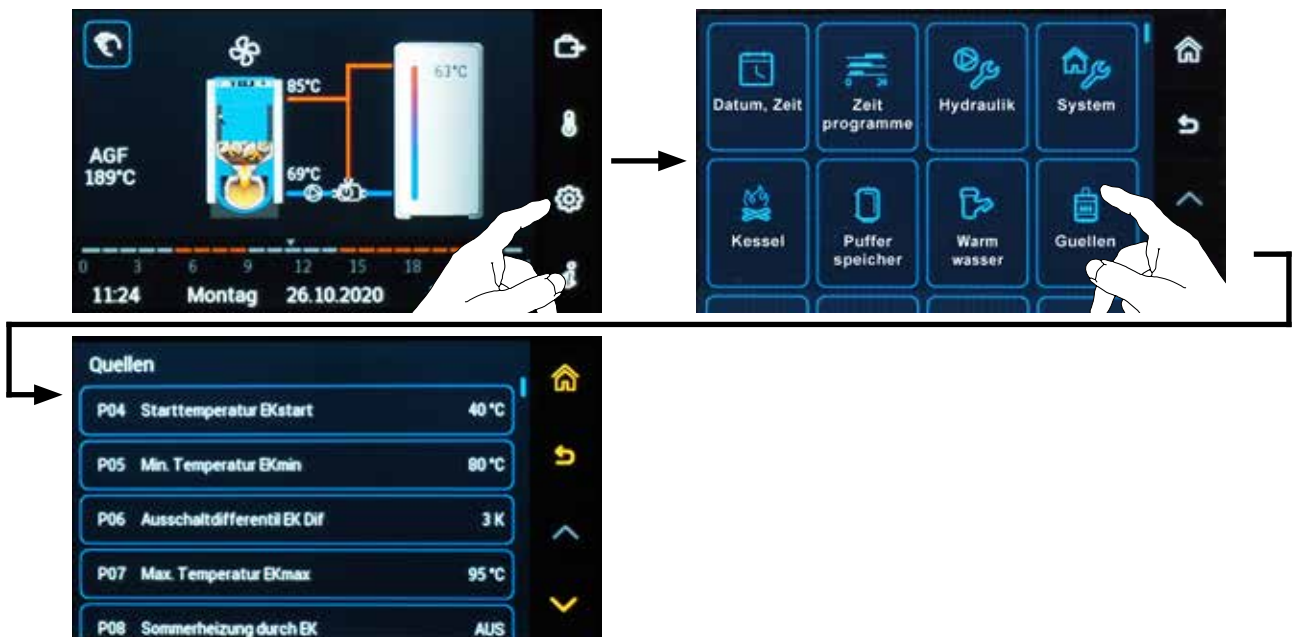 63°C
85°C
AGF
189°C
69°C
0 3 6 9 12 15 18
11:24 Montag 26.10.2020
Datum, Zeit
Zeit
programme
Hydraulik
System
Kessel
Puffer
speicher
Warm
wasser
Guellen
Quellen
P04 Starttemperatur EKstart 40 °C
P05 Min. Temperatur EKmin 80 °C
P06 Ausschaltdifferentil EK Dif 3 K
P07 Max. Temperatur EKmax 95 °C
P08 Sommerheizung durch EK AUS